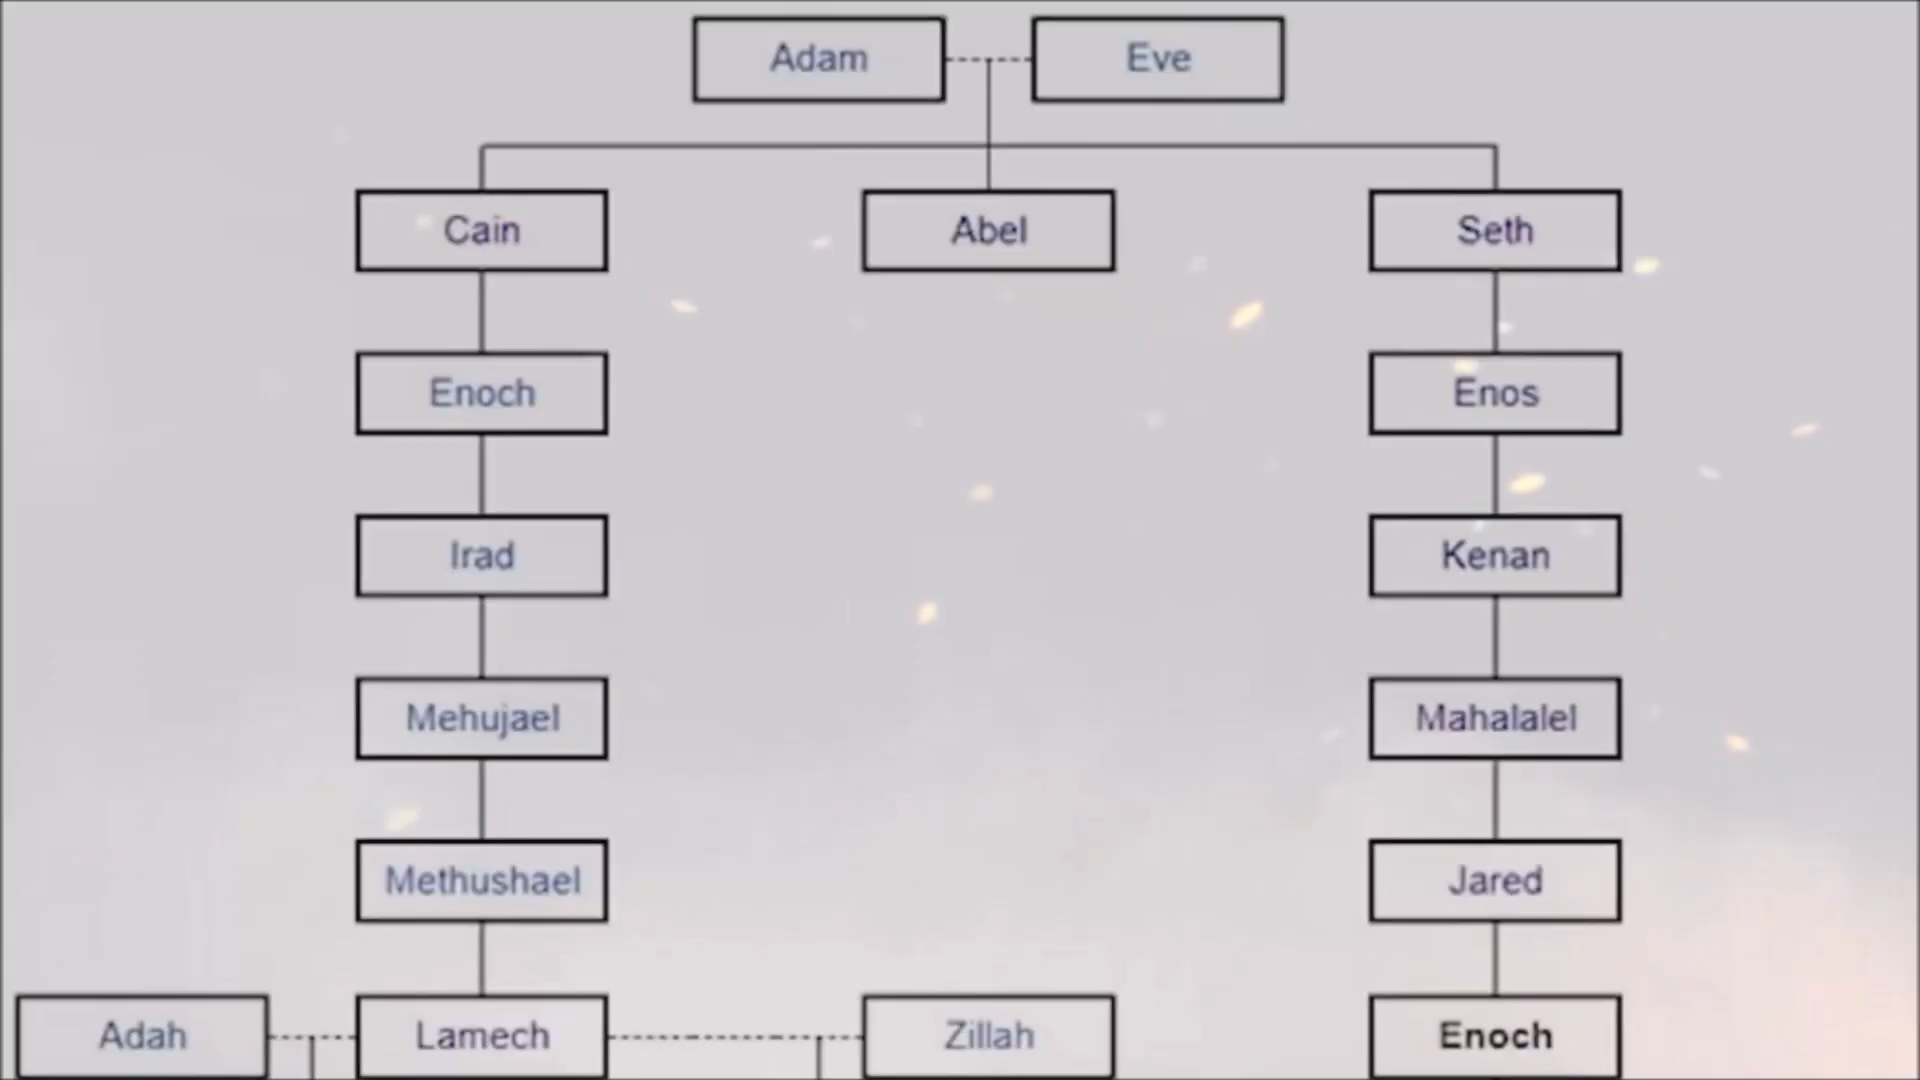 Adam Eve
Cain Abel Seth
Enoch Enos
Irad Kenan
Mehujael Mahalalel
Methushael Jared
Adah Lamech Zillah Enoch